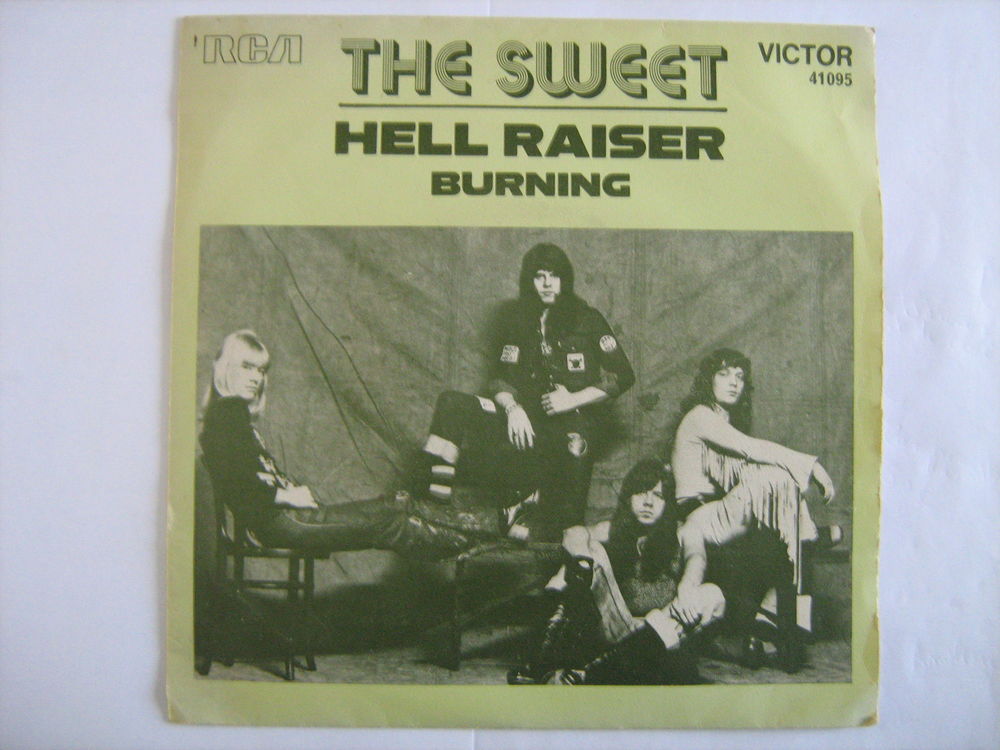 RCA
THE SWEET
VICTOR
41095
HELL RAISER
BURNING